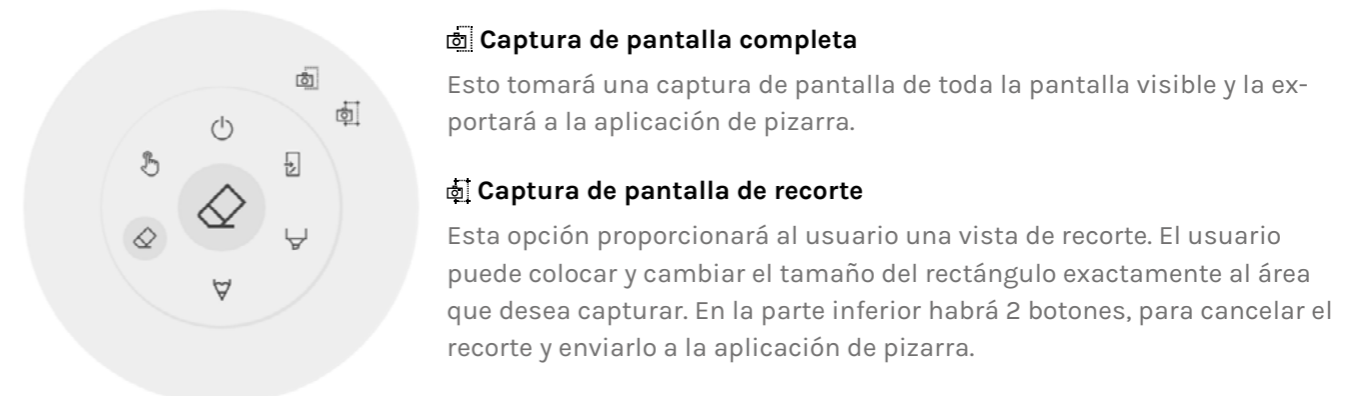 Captura de pantalla completa
Esto tomará una captura de pantalla de toda la pantalla visible y la ex-
portará a la aplicación de pizarra.
Captura de pantalla de recorte
Esta opción proporcionará al usuario una vista de recorte. El usuario
puede colocar y cambiar el tamaño del rectángulo exactamente al área
que desea capturar. En la parte inferior habrá 2 botones, para cancelar el
recorte y enviarlo a la aplicación de pizarra.